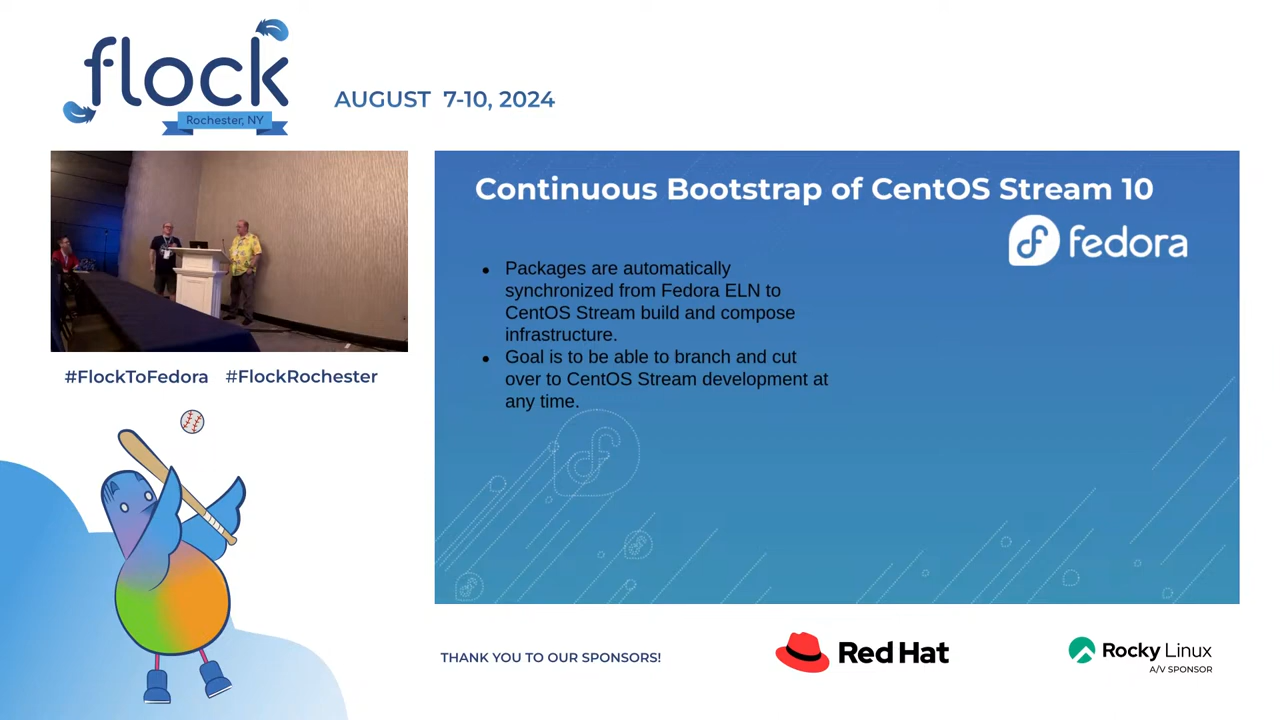 flock
Rochester, NY
AUGUST 7-10, 2024
Continuous Bootstrap of CentOS Stream 10
fedora
• Packages are automatically
synchronized from Fedora ELN to
CentOS Stream build and compose
infrastructure.
• Goal is to be able to branch and cut
over to CentOS Stream development at
any time.
#FlockToFedora #FlockRochester
THANK YOU TO OUR SPONSORS!
Red Hat
Rocky Linux
A/V SPONSOR